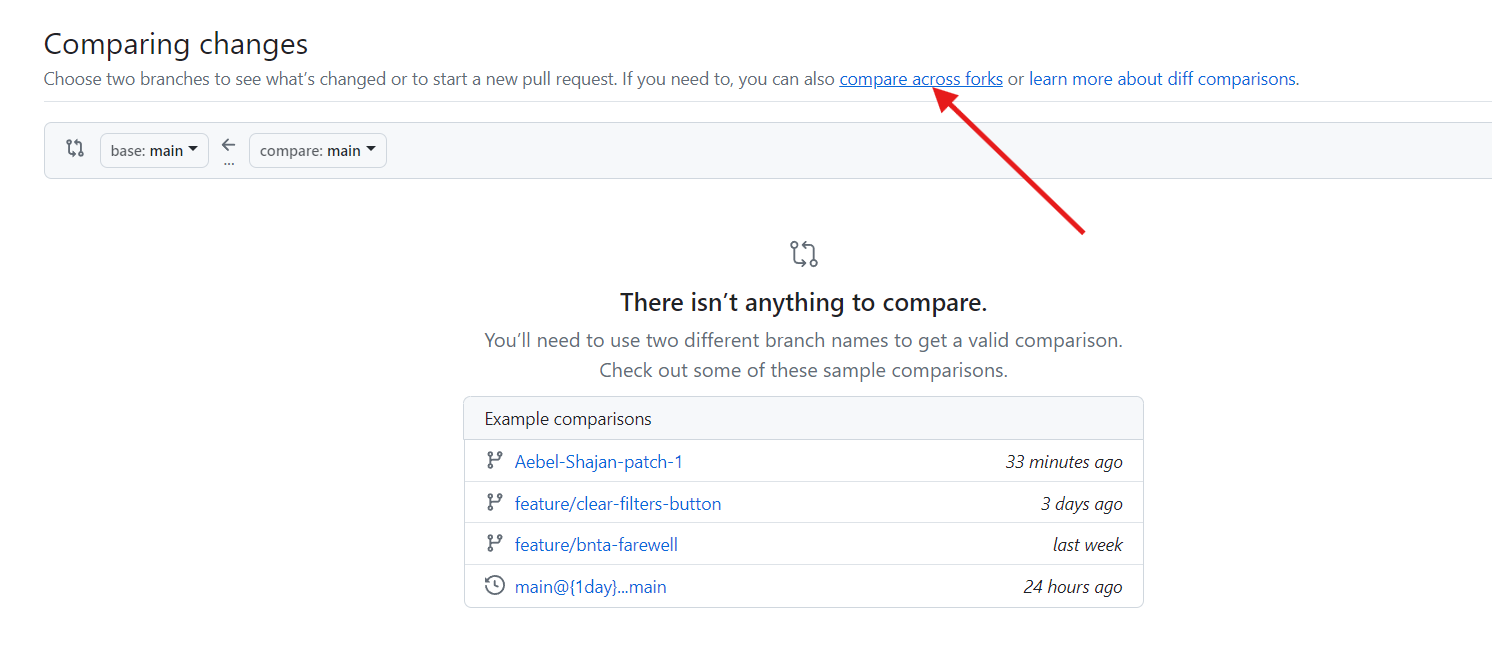 Comparing changes
Choose two branches to see what's changed or to start a new pull request. If you need to, you can also compare across forks or learn more about diff comparisons.
base: main
...
compare: main
There isn't anything to compare.
You'll need to use two different branch names to get a valid comparison.
Check out some of these sample comparisons.
Example comparisons
Aebel-Shajan-patch-1 33 minutes ago
feature/clear-filters-button 3 days ago
feature/bnta-farewell last week
main@{1day}...main 24 hours ago